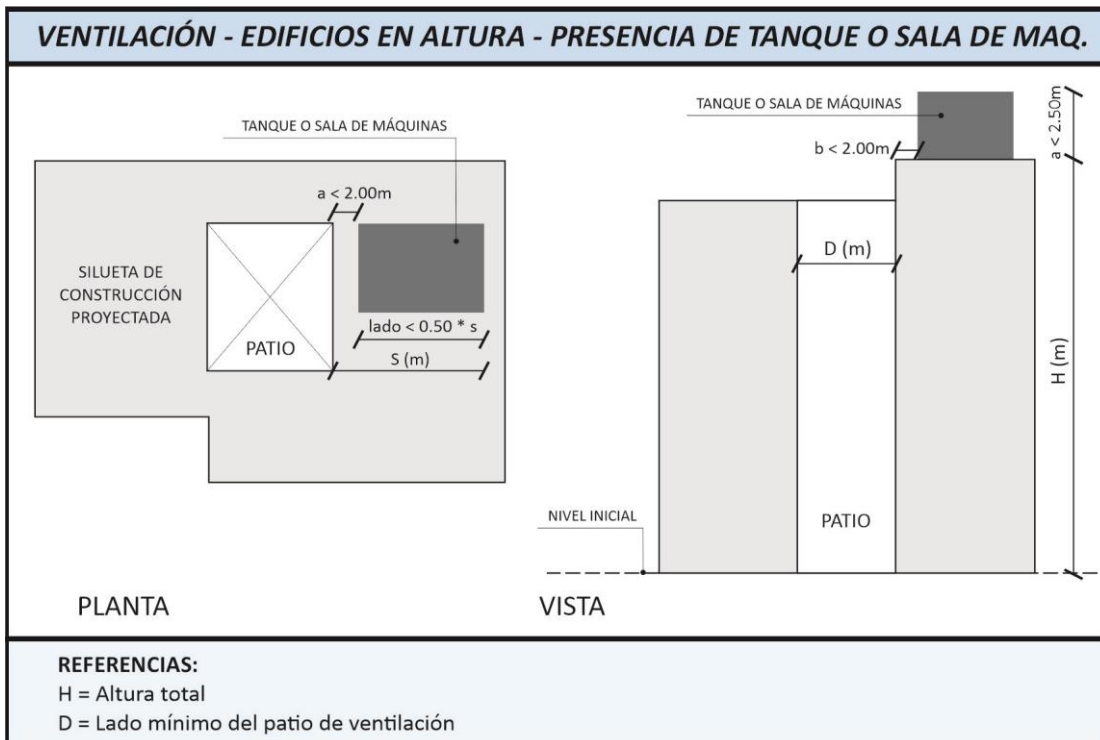 VENTILACIÓN - EDIFICIOS EN ALTURA - PRESENCIA DE TANQUE O SALA DE MAQ.
TANQUE O SALA DE MÁQUINAS
a < 2.00m
SILUETA DE
CONSTRUCCIÓN
PROYECTADA
PATIO
lado < 0.50 * s
S (m)
PLANTA
TANQUE O SALA DE MÁQUINAS
a < 2.50m
b < 2.00m
D (m)
H (m)
NIVEL INICIAL
PATIO
VISTA
REFERENCIAS:
H = Altura total
D = Lado mínimo del patio de ventilación